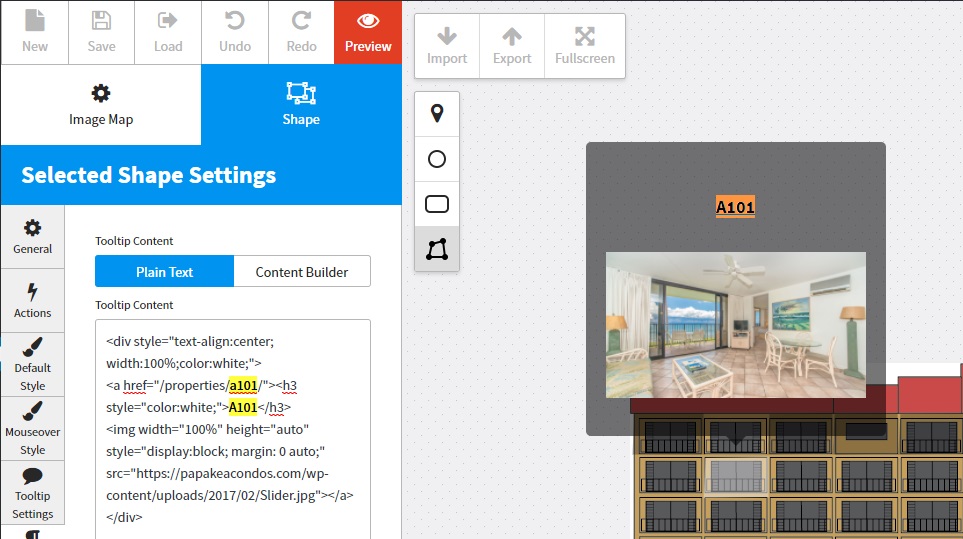 New Save Load Undo Redo Preview
Import Export Fullscreen
Image Map Shape
Selected Shape Settings
General
Actions
Default
Style
Mouseover
Style
Tooltip
Settings
Tooltip Content
Plain Text Content Builder
Tooltip Content
<div style="text-align:center;
width:100%;color:white;">
<a href="/properties/a101/"><h3
style="color:white;">A101</h3>
<img width="100%" height="auto"
style="display:block; margin: 0 auto;"
src="https://papakeacondos.com/wp-
content/uploads/2017/02/Slider.jpg"></a>
</div>
A101